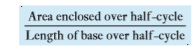 Area enclosed over half-cycle
Length of base over half-cycle